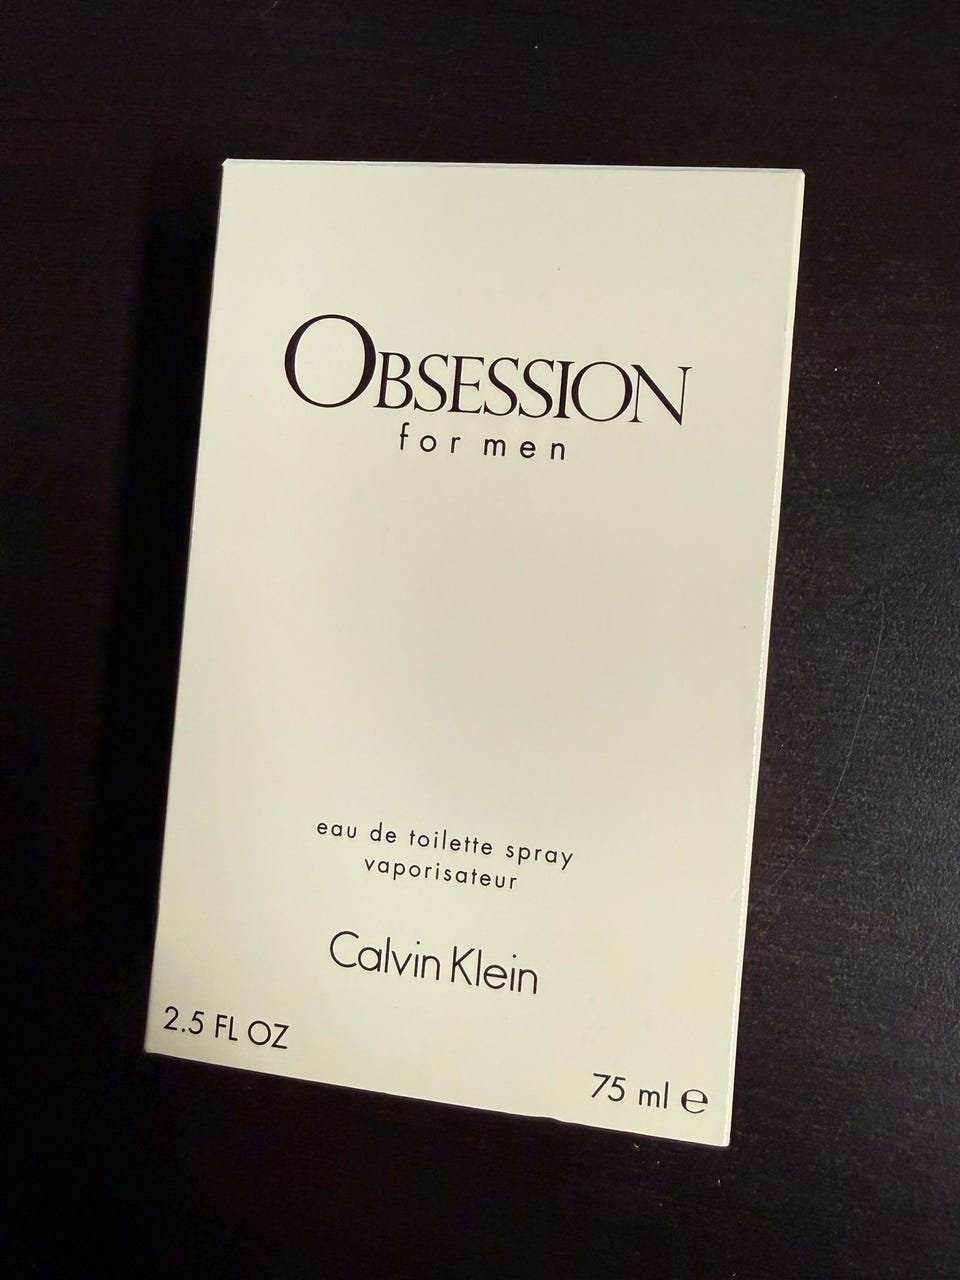 OBSESSION
for men
eau de toilette spray
vaporisateur
Calvin Klein
2.5 FL OZ
75 ml ℮